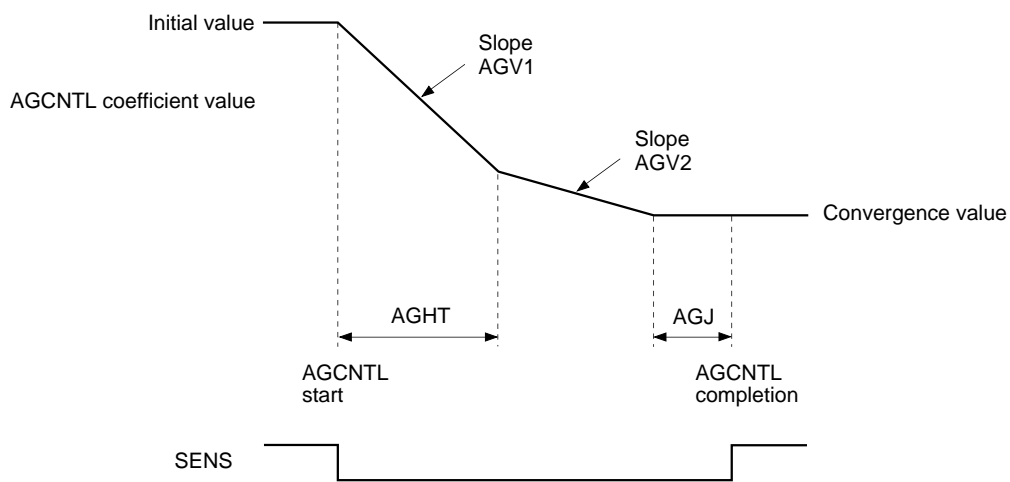 Initial value
Slope
AGV1
AGCNTL coefficient value
Slope
AGV2
Convergence value
AGHT
AGJ
AGCNTL
start
AGCNTL
completion
SENS